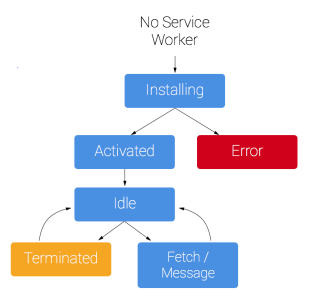 No Service
Worker
Installing
Activated
Error
Idle
Terminated
Fetch /
Message